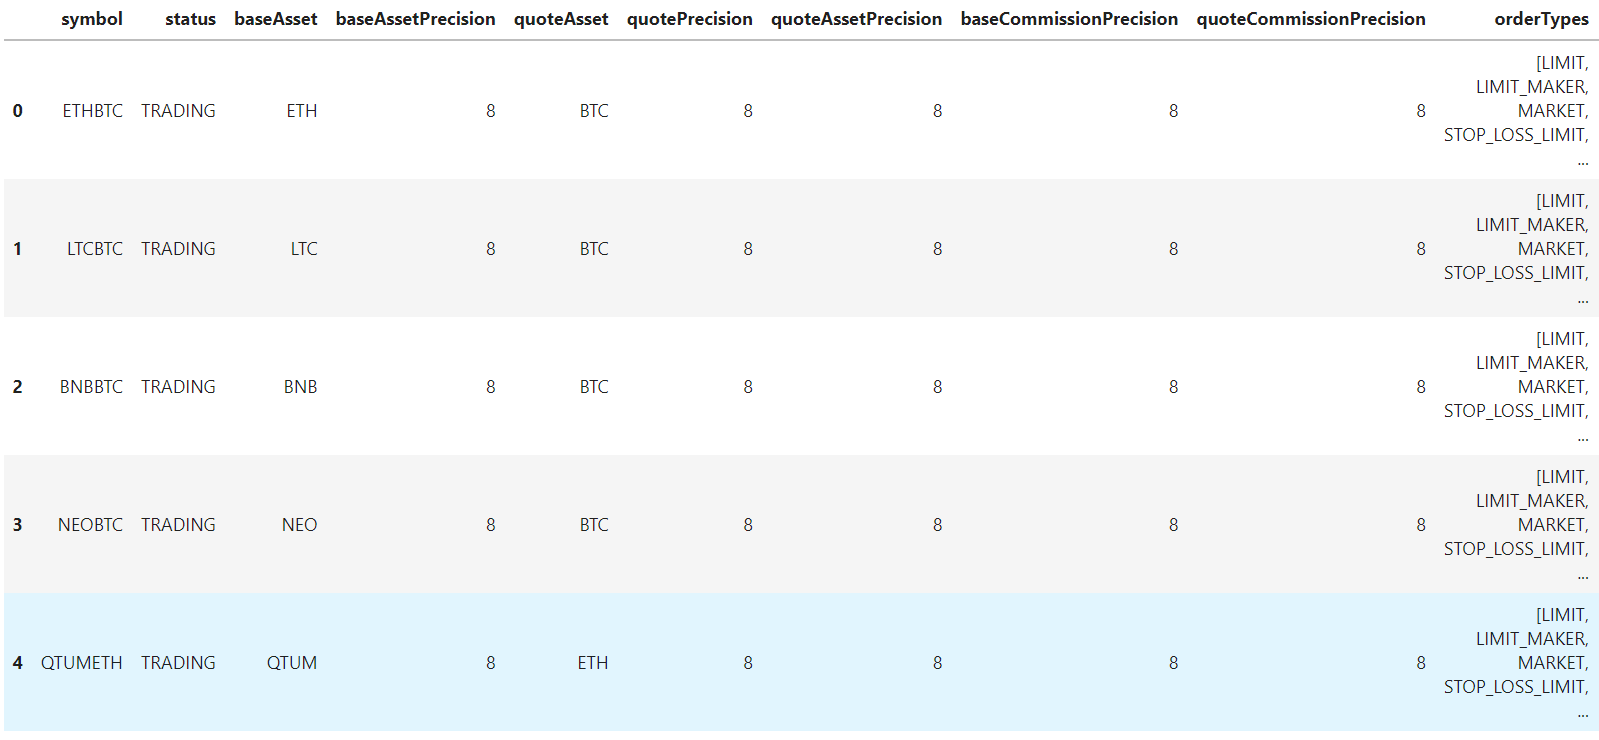 symbol status baseAsset baseAssetPrecision quoteAsset quotePrecision quoteAssetPrecision baseCommissionPrecision quoteCommissionPrecision orderTypes
[LIMIT,
LIMIT_MAKER,
0 ETHBTC TRADING ETH 8 BTC 8 8 8 8 MARKET,
STOP_LOSS_LIMIT,
...
[LIMIT,
LIMIT_MAKER,
1 LTCBTC TRADING LTC 8 BTC 8 8 8 8 MARKET,
STOP_LOSS_LIMIT,
...
[LIMIT,
LIMIT_MAKER,
2 BNBBTC TRADING BNB 8 BTC 8 8 8 8 MARKET,
STOP_LOSS_LIMIT,
...
[LIMIT,
LIMIT_MAKER,
3 NEOBTC TRADING NEO 8 BTC 8 8 8 8 MARKET,
STOP_LOSS_LIMIT,
...
[LIMIT,
LIMIT_MAKER,
4 QTUMETH TRADING QTUM 8 ETH 8 8 8 8 MARKET,
STOP_LOSS_LIMIT,
...